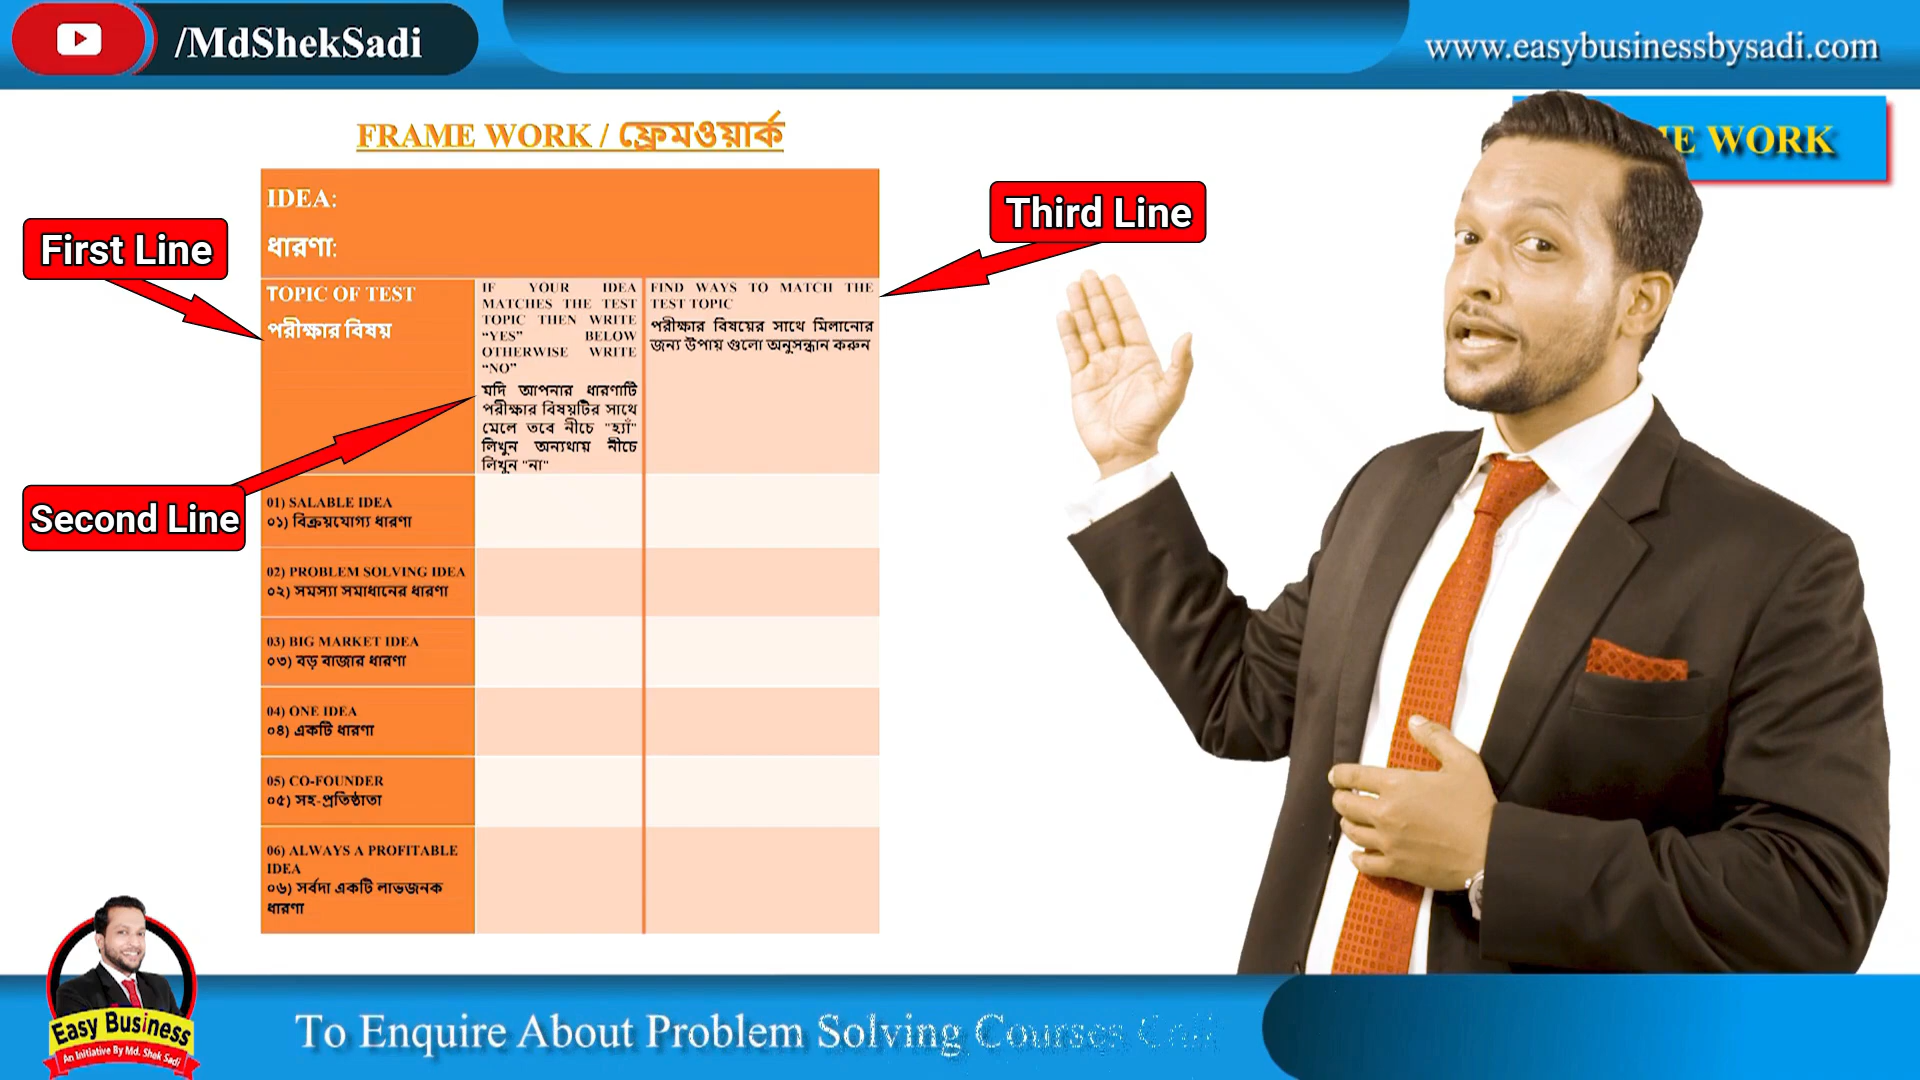 /MdShekSadi
www.easybusinessbysadi.com
FRAME WORK / ফ্রেমওয়ার্ক
E WORK
IDEA:
ধারণা:
First Line
Second Line
Third Line
TOPIC OF TEST
পরীক্ষার বিষয়
IF YOUR IDEA
MATCHES THE TEST
TOPIC THEN WRITE
“YES” BELOW
OTHERWISE WRITE
“NO”
যদি আপনার ধারণাটি
পরীক্ষার বিষয়টির সাথে
মেলে তবে নীচে "হ্যাঁ"
লিখুন অন্যথায় নীচে
লিখুন "না"
FIND WAYS TO MATCH THE
TEST TOPIC
পরীক্ষার বিষয়ের সাথে মিলানোর
জন্য উপায় গুলো অনুসন্ধান করুন
01) SALABLE IDEA
০১) বিক্রয়যোগ্য ধারণা
02) PROBLEM SOLVING IDEA
০২) সমস্যা সমাধানের ধারণা
03) BIG MARKET IDEA
০৩) বড় বাজার ধারণা
04) ONE IDEA
০৪) একটি ধারণা
05) CO-FOUNDER
০৫) সহ-প্রতিষ্ঠাতা
06) ALWAYS A PROFITABLE
IDEA
০৬) সর্বদা একটি লাভজনক
ধারণা
Easy Business
An Initiative By Md. Shek Sadi
To Enquire About Problem Solving Courses Call